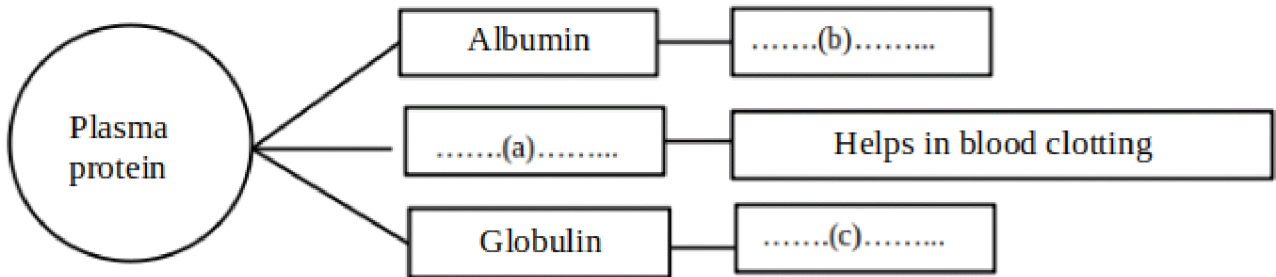 Albumin
…….(b)……...
Plasma
protein
…….(a)……...
Helps in blood clotting
Globulin
…….(c)……...